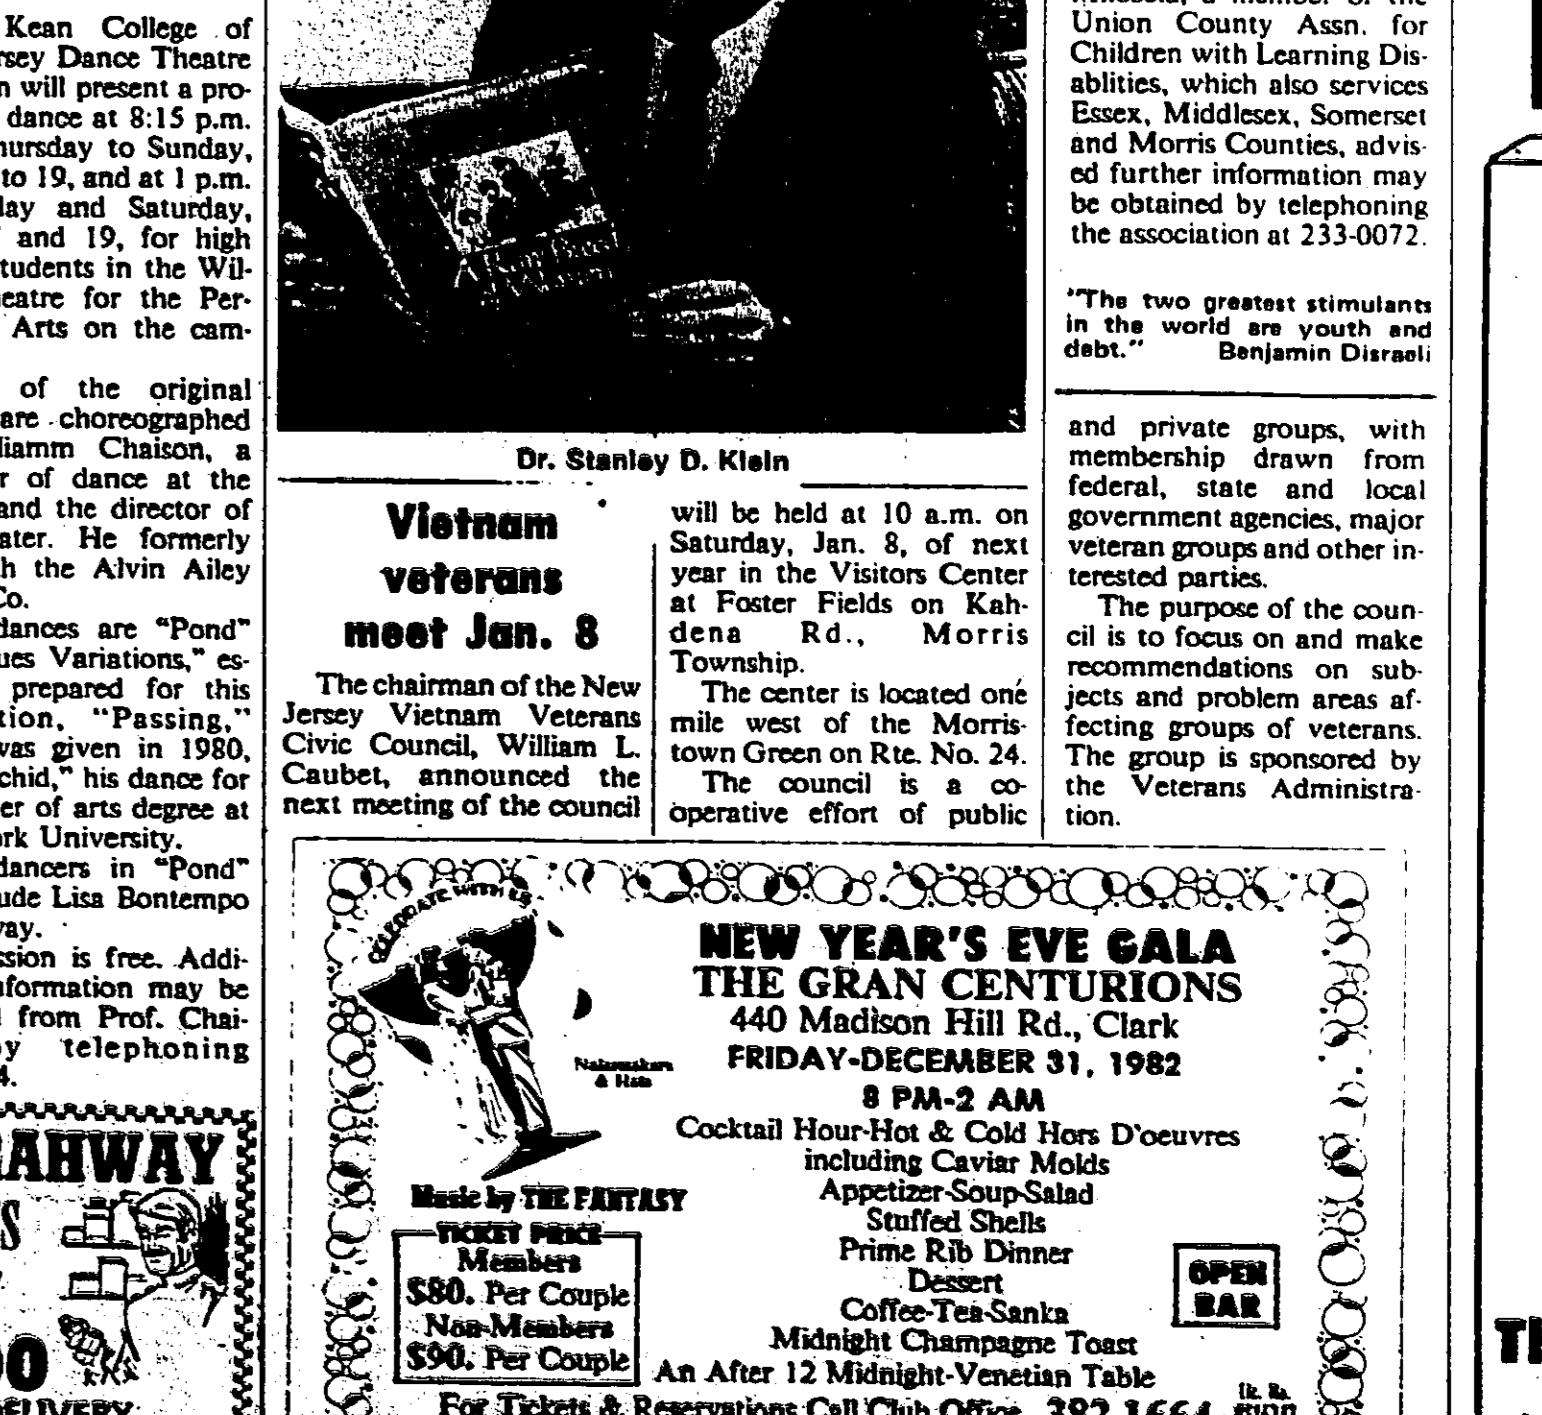 Kean College of
Dance Theatre
will present a pro-
dance at 8:15 p.m.
to Sunday,
to 19, and at 1 p.m.
and Saturday,
and 19, for high
students in the Wil-
for the Per-
Arts on the cam-
of the original
are choreographed
Chaison, a
of dance at the
and the director of
He formerly
the Alvin Ailey
Co.
dances are "Pond"
Variations," es-
prepared for this
"Passing,"
was given in 1980,
his dance for
of arts degree at
University.
dancers in "Pond"
Lisa Bontempo
is free. Addi-
may be
from Prof. Chai-
telephoning
4.
RAHWAY
DELIVERY
Dr. Stanley D. Klein
Vietnam
veterans
meet Jan. 8
The chairman of the New
Jersey Vietnam Veterans
Civic Council, William L.
Caubet, announced the
next meeting of the council
will be held at 10 a.m. on
Saturday, Jan. 8, of next
year in the Visitors Center
at Foster Fields on Kah-
dena Rd., Morris
Township.
The center is located one
mile west of the Morris-
town Green on Rte. No. 24.
The council is a co-
operative effort of public
Union County Assn. for
Children with Learning Dis-
ablities, which also services
Essex, Middlesex, Somerset
and Morris Counties, advis-
ed further information may
be obtained by telephoning
the association at 233-0072.
"The two greatest stimulants
in the world are youth and
debt." Benjamin Disraeli
and private groups, with
membership drawn from
federal, state and local
government agencies, major
veteran groups and other in-
terested parties.
The purpose of the coun-
cil is to focus on and make
recommendations on sub-
jects and problem areas af-
fecting groups of veterans.
The group is sponsored by
the Veterans Administra-
tion.
CELEBRATE WITH US
NEW YEAR'S EVE GALA
THE GRAN CENTURIONS
440 Madison Hill Rd., Clark
FRIDAY-DECEMBER 31, 1982
8 PM-2 AM
Noisemakers
& Hats
Cocktail Hour-Hot & Cold Hors D'oeuvres
including Caviar Molds
Appetizer-Soup-Salad
Stuffed Shells
Prime Rib Dinner
Dessert
Coffee-Tea-Sanka
Midnight Champagne Toast
An After 12 Midnight-Venetian Table
Music by THE FANTASY
TICKET PRICE
Members
$80. Per Couple
Non-Members
$90. Per Couple
OPEN
BAR
For Tickets & Reservations Call Club Office 382-1664